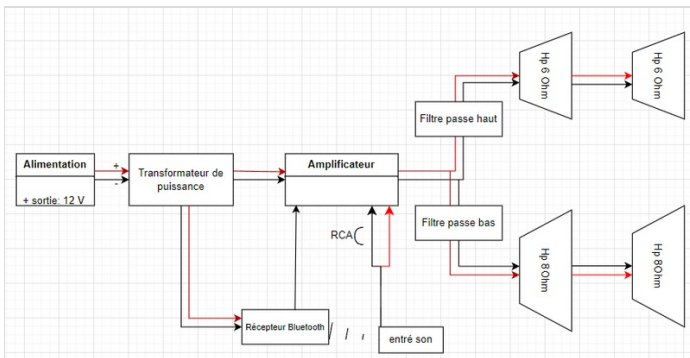 Hp 6 Ohm
Hp 6 Ohm
Filtre passe haut
Alimentation
+ sortie: 12 V
+
-
Transformateur de
puissance
Amplificateur
Filtre passe bas
RCA
Hp 8Ohm
Hp 8Ohm
Récepteur Bluetooth
entré son